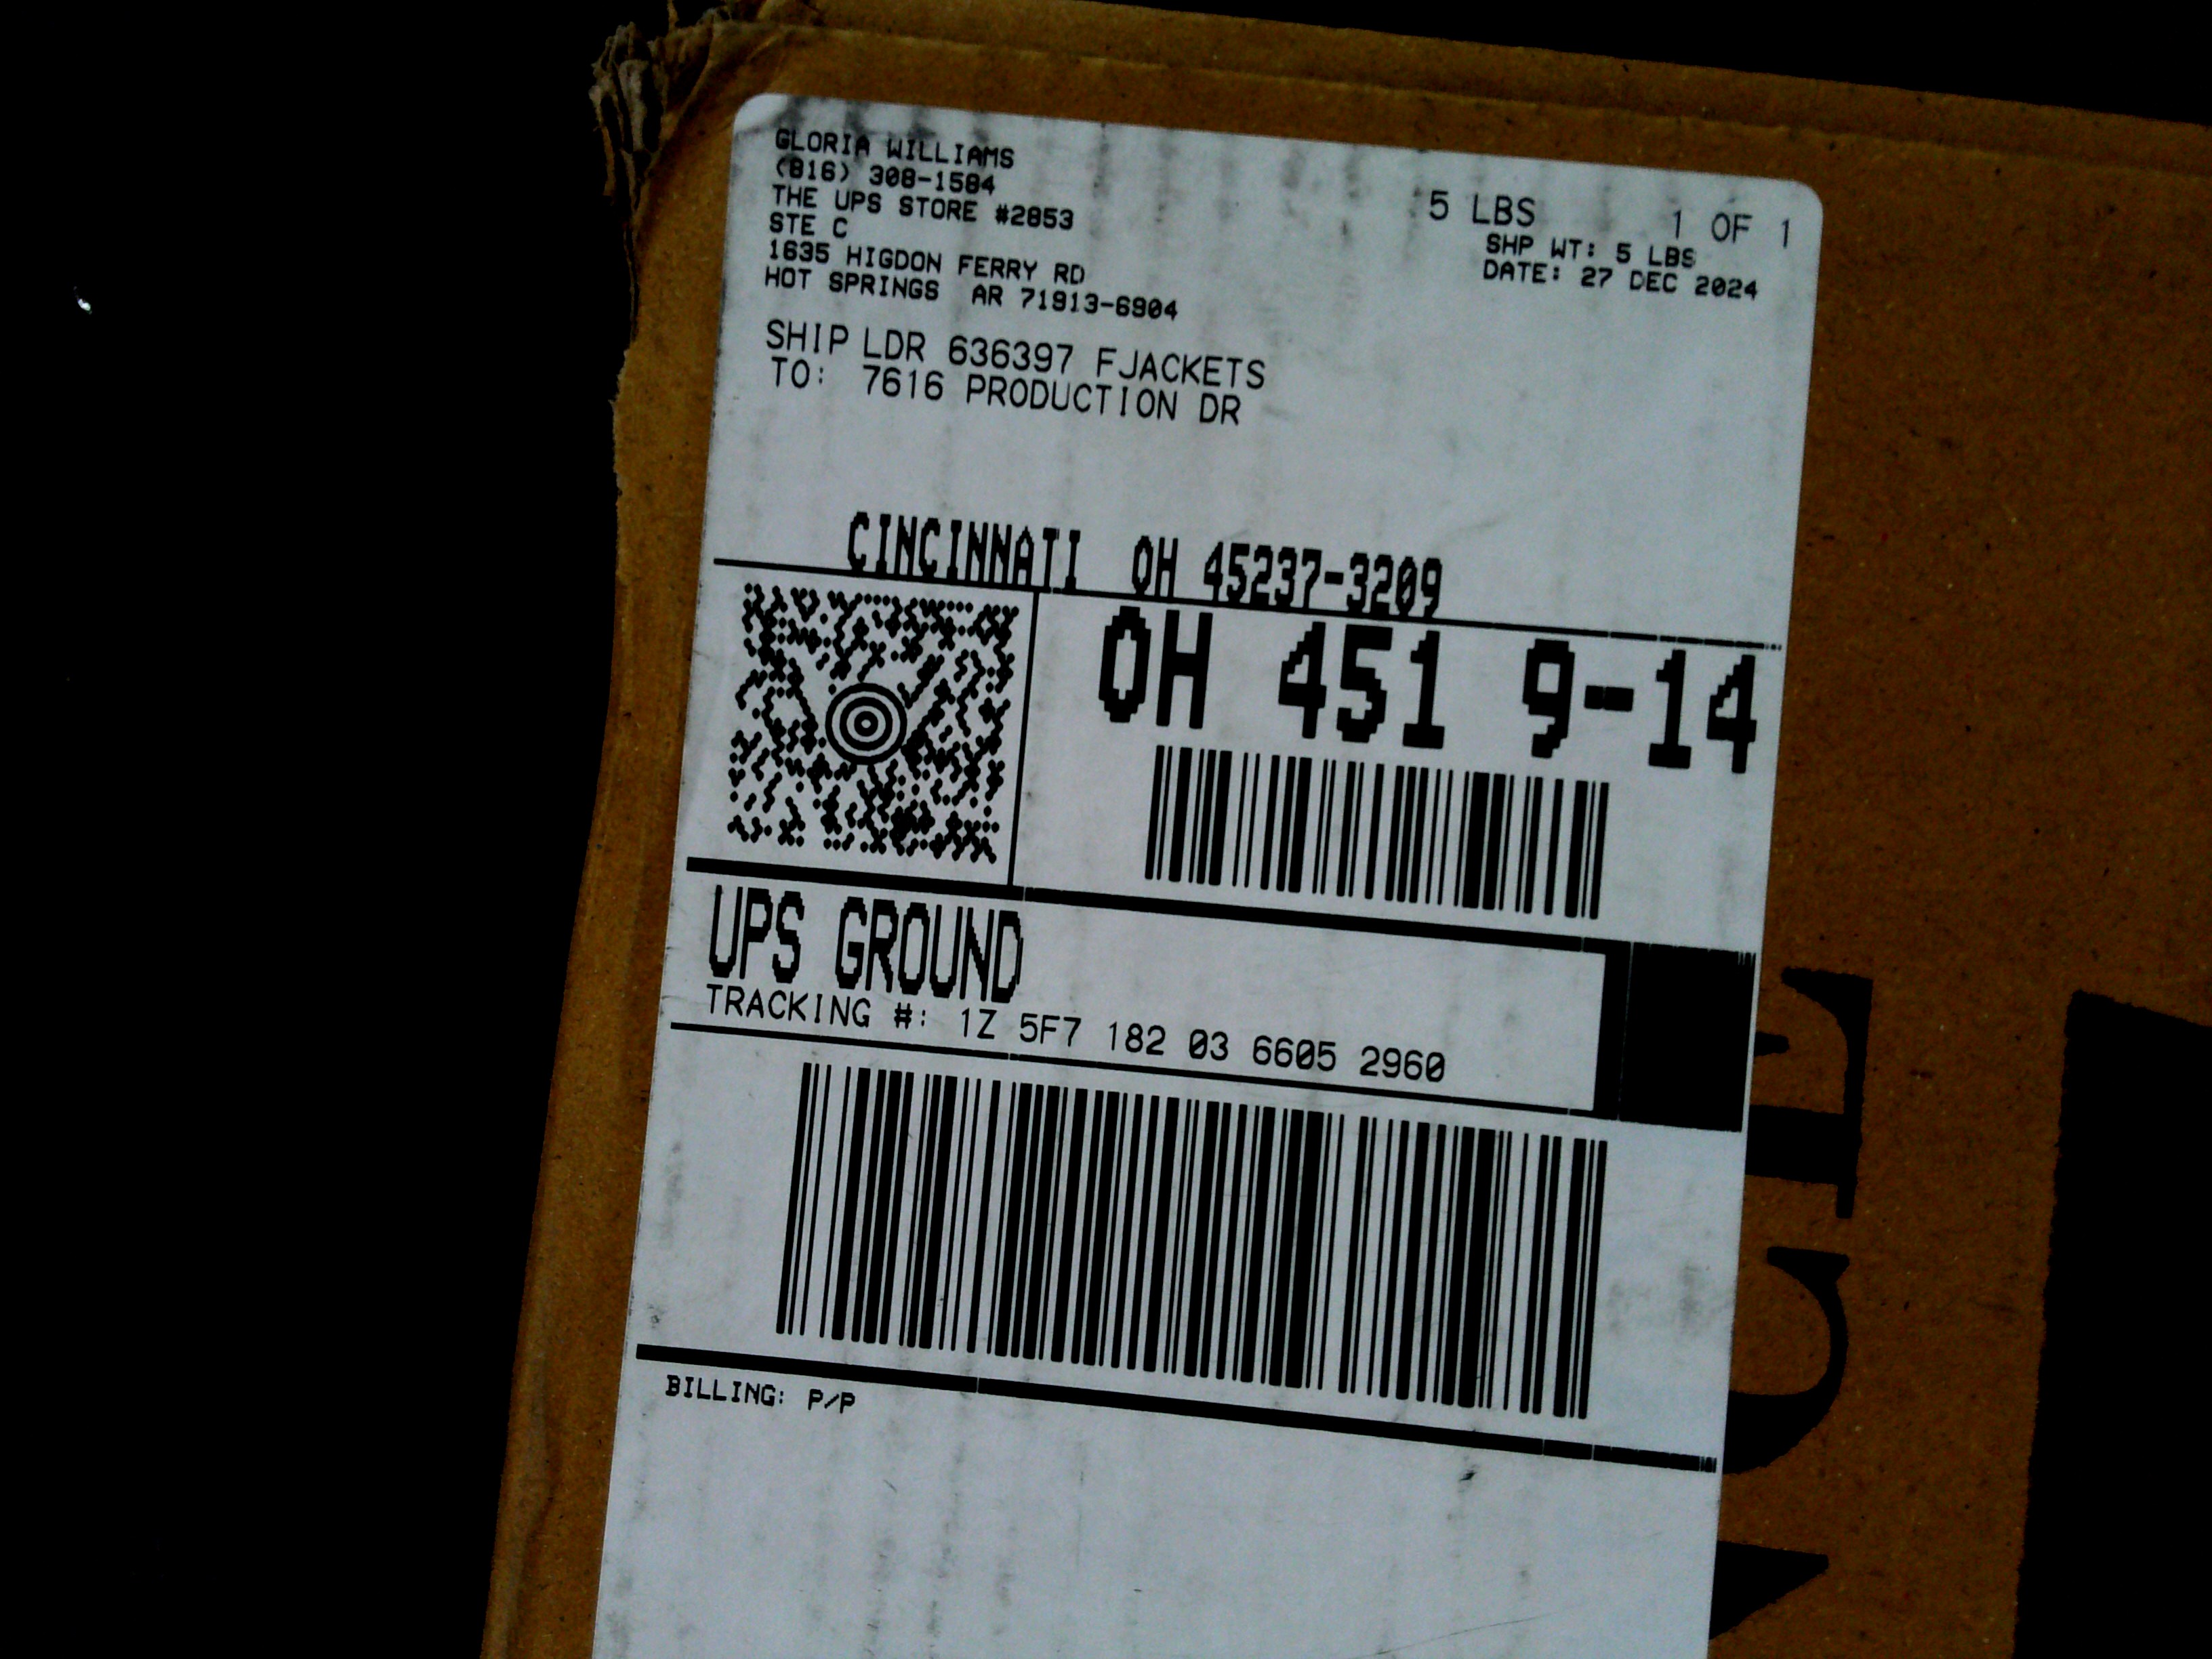 GLORIA WILLIAMS
(816) 308-1584
THE UPS STORE #2853
STE C
1635 HIGDON FERRY RD
HOT SPRINGS AR 71913-6904
5 LBS 1 OF 1
SHP WT: 5 LBS
DATE: 27 DEC 2024
SHIP LDR 636397 FJACKETS
TO: 7616 PRODUCTION DR
CINCINNATI OH 45237-3209
OH 451 9-14
UPS GROUND
TRACKING #: 1Z 5F7 182 03 6605 2960
BILLING: P/P